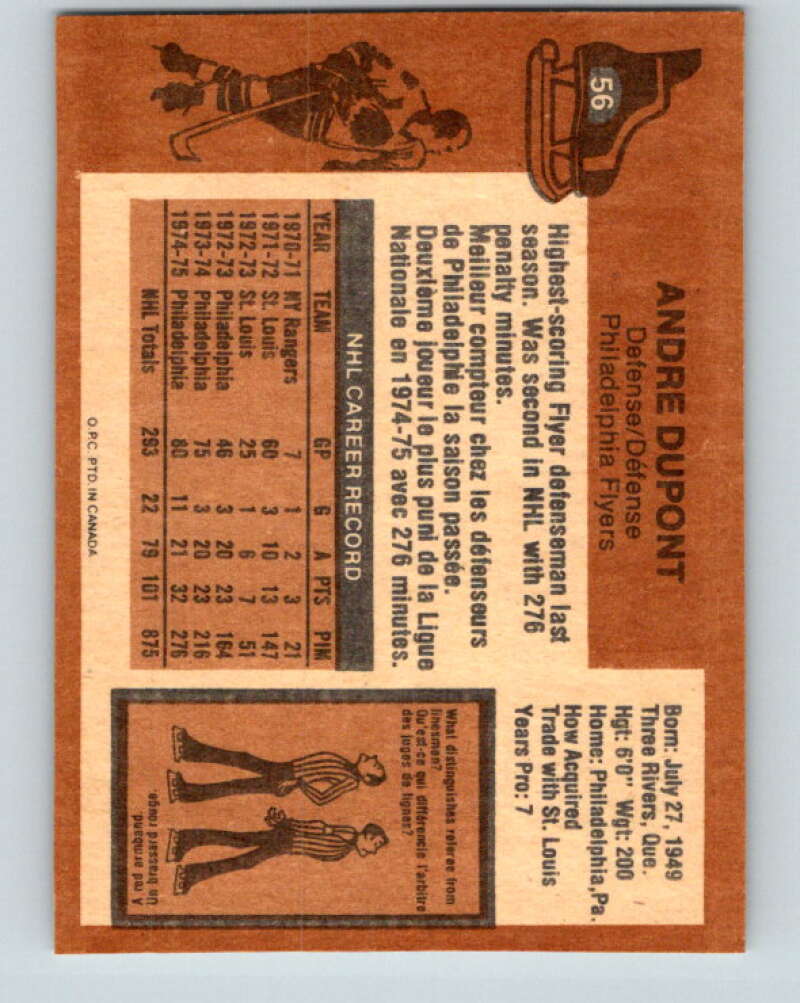 56
ANDRE DUPONT
Defense/Défense
Philadelphia Flyers
Born: July 27, 1949
Three Rivers, Que.
Hgt: 6'0" Wgt: 200
Home: Philadelphia, Pa.
How Acquired
Trade with St. Louis
Years Pro: 7
Highest-scoring Flyer defenseman last
season. Was second in NHL with 276
penalty minutes.
Meilleur compteur chez les défenseurs
de Philadelphie la saison passée.
Deuxième joueur le plus puni de la Ligue
Nationale en 1974-75 avec 276 minutes.
NHL CAREER RECORD
YEAR TEAM GP G A PTS PIM
1970-71 NY Rangers 7 1 2 3 21
1971-72 St. Louis 60 3 10 13 147
1972-73 St. Louis 25 1 6 7 51
1972-73 Philadelphia 46 3 20 23 164
1973-74 Philadelphia 75 3 20 23 216
1974-75 Philadelphia 80 11 21 32 276
NHL Totals 293 22 79 101 875
What distinguishes referee from
linesmen?
Qu'est-ce qui différencie l'arbitre
des juges de lignes?
A red armband.
Un brassard rouge
O.P.C. PTD. IN CANADA